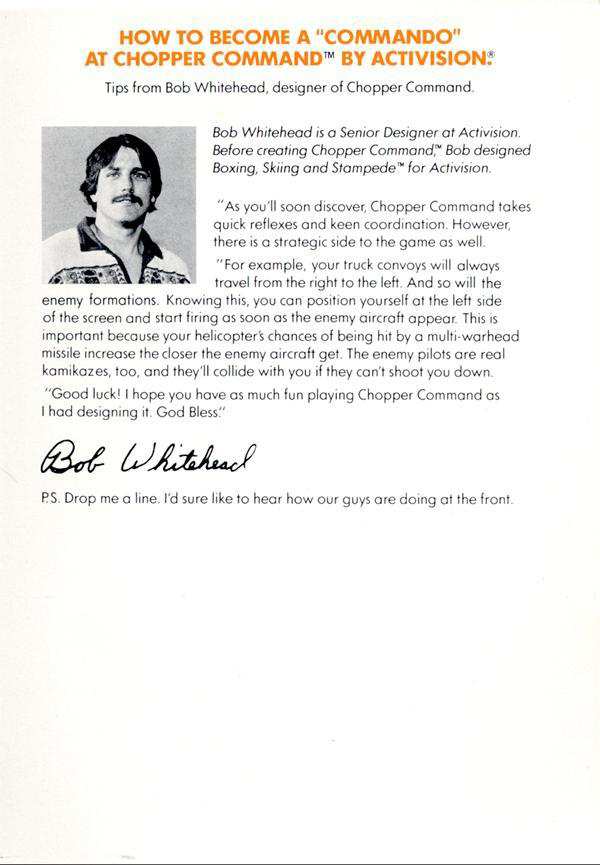 HOW TO BECOME A "COMMANDO"
AT CHOPPER COMMAND™ BY ACTIVISION.®
Tips from Bob Whitehead, designer of Chopper Command.
Bob Whitehead is a Senior Designer at Activision.
Before creating Chopper Command,™ Bob designed
Boxing, Skiing and Stampede™ for Activision.
"As you'll soon discover, Chopper Command takes
quick reflexes and keen coordination. However,
there is a strategic side to the game as well.
"For example, your truck convoys will always
travel from the right to the left. And so will the
enemy formations. Knowing this, you can position yourself at the left side
of the screen and start firing as soon as the enemy aircraft appear. This is
important because your helicopter's chances of being hit by a multi-warhead
missile increase the closer the enemy aircraft get. The enemy pilots are real
kamikazes, too, and they'll collide with you if they can't shoot you down.
"Good luck! I hope you have as much fun playing Chopper Command as
I had designing it. God Bless."
Bob Whitehead
P.S. Drop me a line. I'd sure like to hear how our guys are doing at the front.